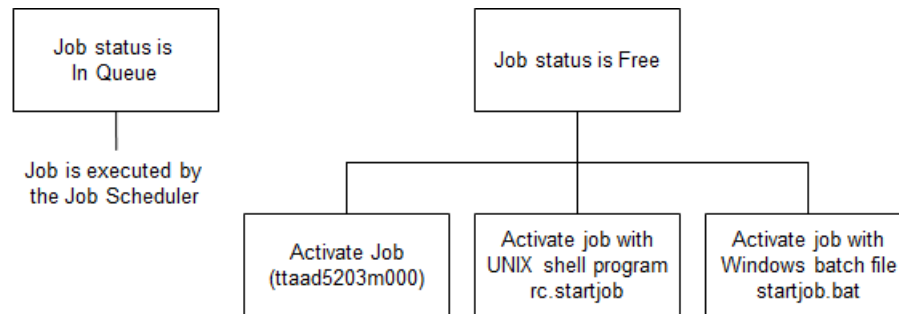 Job status is
In Queue
Job status is Free
Job is executed by
the Job Scheduler
Activate Job
(ttaad5203m000)
Activate job with
UNIX shell program
rc.startjob
Activate job with
Windows batch file
startjob.bat